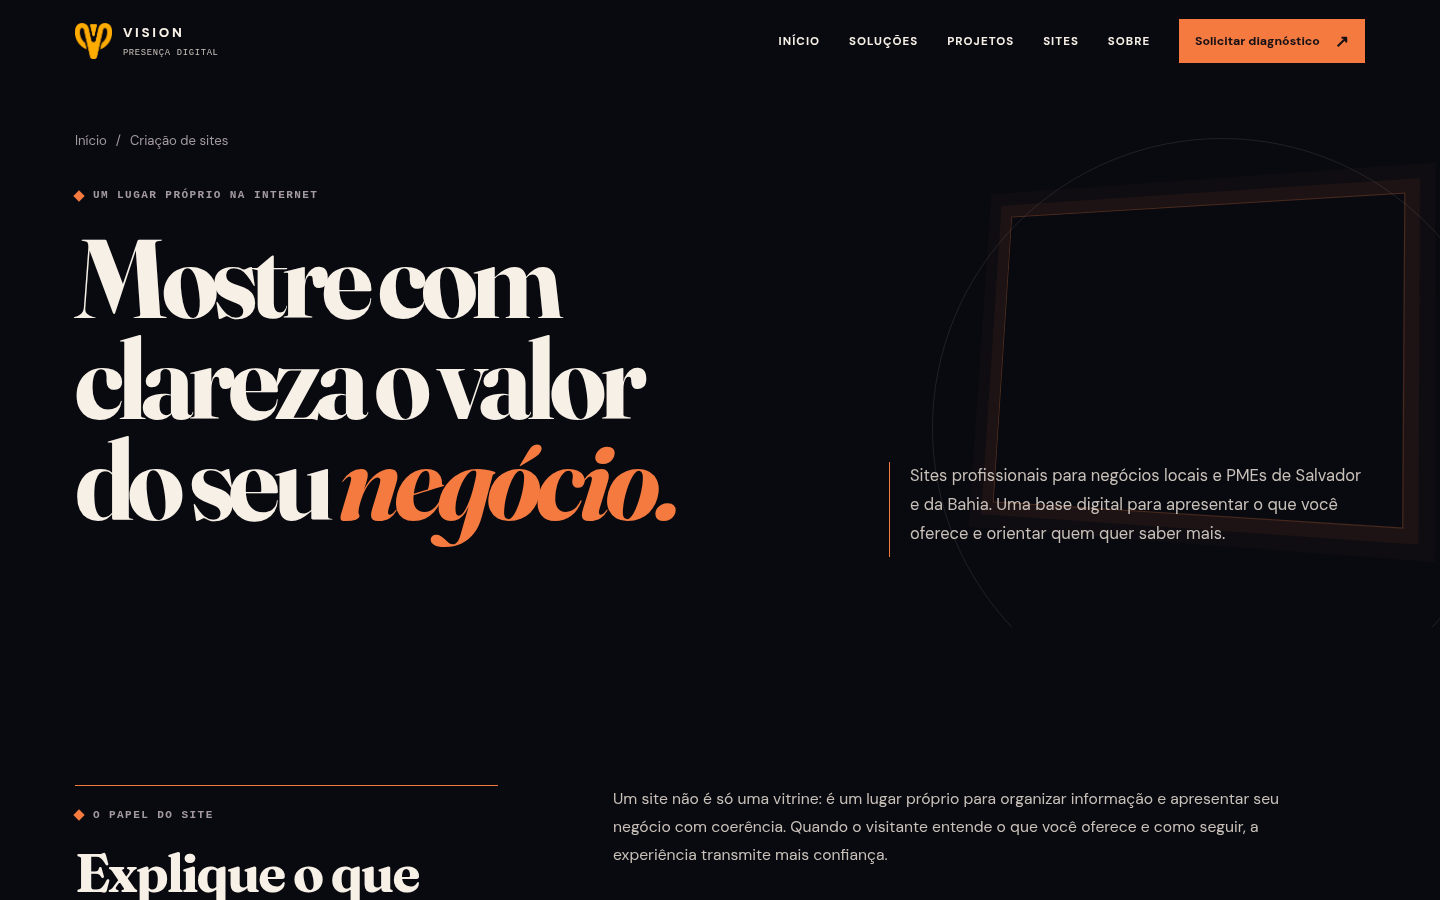 VISION
PRESENÇA DIGITAL
INÍCIO
SOLUÇÕES
PROJETOS
SITES
SOBRE
Solicitar diagnóstico ↗
Início / Criação de sites
UM LUGAR PRÓPRIO NA INTERNET
Mostre com
clareza o valor
do seu negócio.
Sites profissionais para negócios locais e PMEs de Salvador
e da Bahia. Uma base digital para apresentar o que você
oferece e orientar quem quer saber mais.
O PAPEL DO SITE
Explique o que
Um site não é só uma vitrine: é um lugar próprio para organizar informação e apresentar seu
negócio com coerência. Quando o visitante entende o que você oferece e como seguir, a
experiência transmite mais confiança.